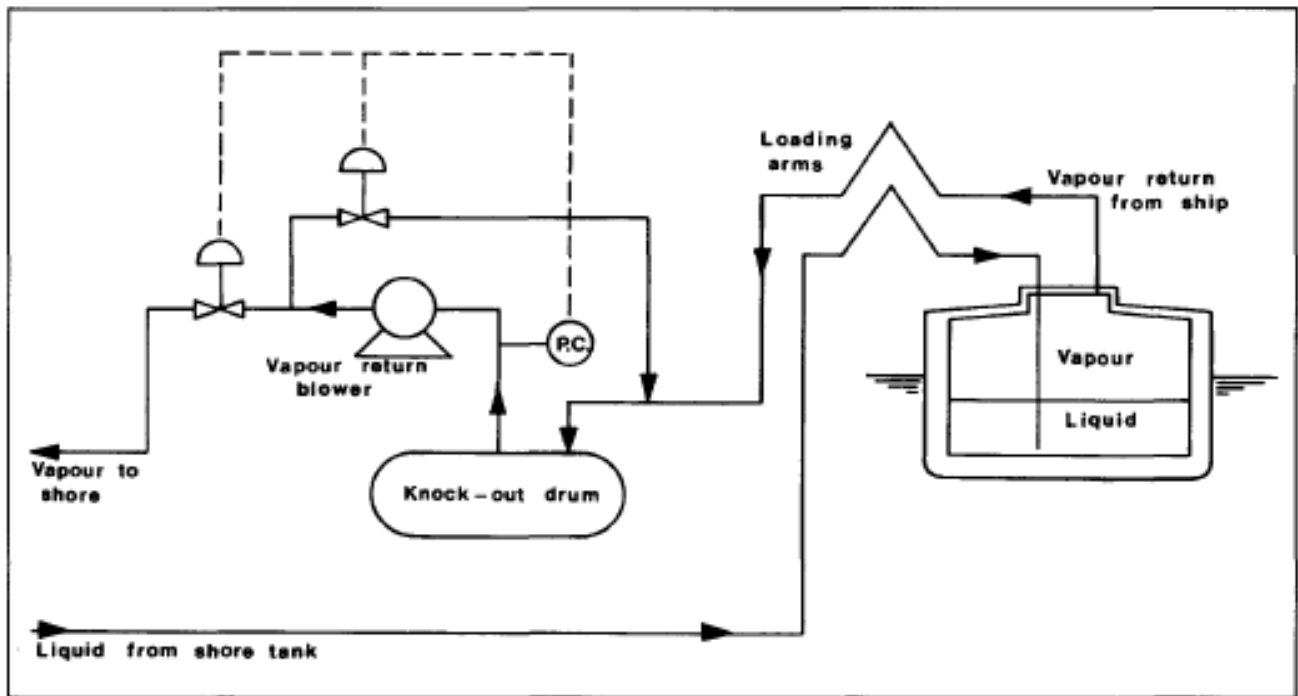 Loading
arms
Vapour return
from ship
P.C.
Vapour return
blower
Vapour
Liquid
Vapour to
shore
Knock-out drum
Liquid from shore tank